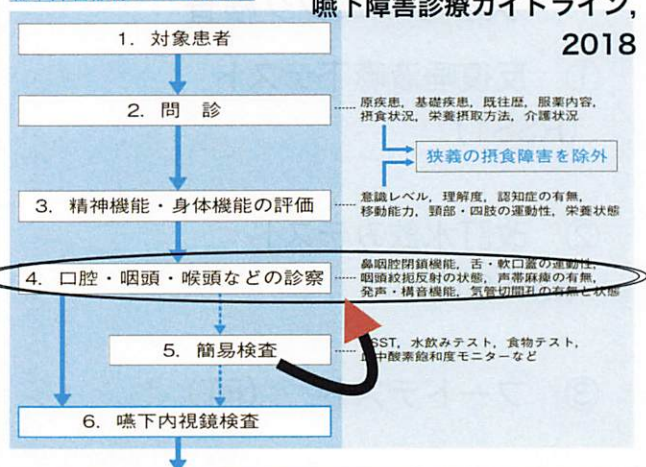 嚥下障害診療ガイドライン,
2018
1. 対象患者
2. 問 診
原疾患, 基礎疾患, 既往歴, 服薬内容,
摂食状況, 栄養摂取方法, 介護状況
狭義の摂食障害を除外
3. 精神機能・身体機能の評価
意識レベル, 理解度, 認知症の有無,
移動能力, 頸部・四肢の運動性, 栄養状態
4. 口腔・咽頭・喉頭などの診察
鼻咽腔閉鎖機能, 舌・軟口蓋の運動性,
咽頭絞扼反射の状態, 声帯麻痺の有無,
発声・構音機能, 気管切開孔の有無と状態
5. 簡易検査
SST, 水飲みテスト, 食物テスト,
中酸素飽和度モニターなど
6. 嚥下内視鏡検査